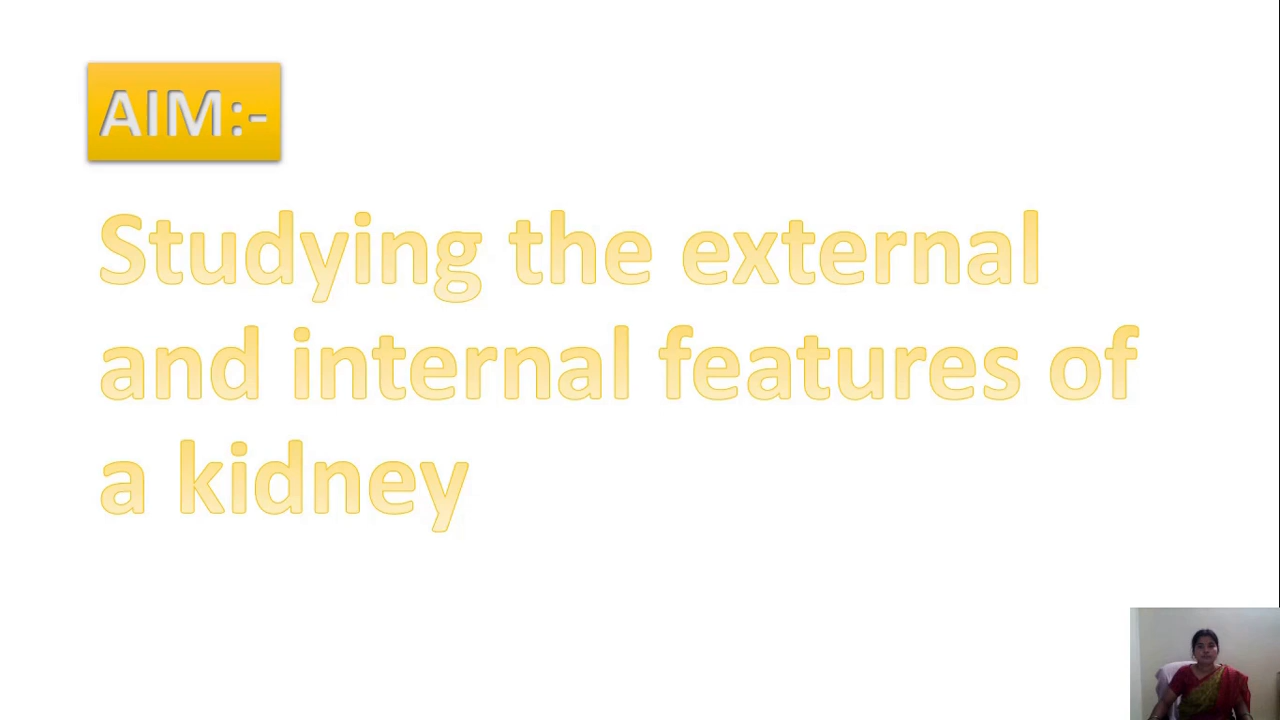 AIM:-
Studying the external
and internal features of
a kidney